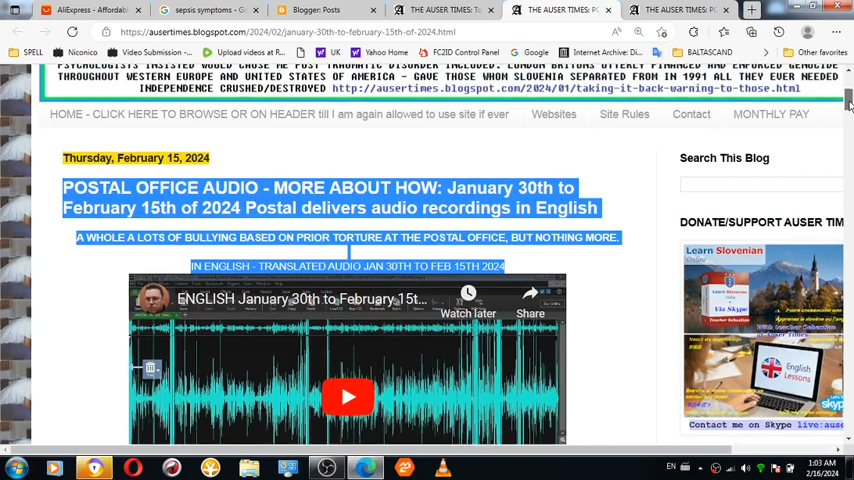 AliExpress - Affordabl
sepsis symptoms - G
Blogger: Posts
THE AUSER TIMES: To
THE AUSER TIMES: PO
THE AUSER TIMES: PO
https://ausertimes.blogspot.com/2024/02/january-30th-to-february-15th-of-2024.html
SPELL
Niconico
Video Submission -...
Upload videos at R...
UK
Yahoo Home
FC2ID Control Panel
Google
Internet Archive: Di...
BALTASCAND
Other favorites
PSYCHOLOGISTS INSISTED WOULD CAUSE ME POST TRAUMATIC DISORDER INCLUDED. LONDON BRITONS UTTERLY FINANCED AND ENFORCED GENOCIDE
THROUGHOUT WESTERN EUROPE AND UNITED STATES OF AMERICA - GAVE THOSE WHOM SLOVENIA SEPARATED FROM IN 1991 ALL THEY EVER NEEDED
INDEPENDENCE CRUSHED/DESTROYED http://ausertimes.blogspot.com/2024/01/taking-it-back-warning-to-those.html
HOME - CLICK HERE TO BROWSE OR ON HEADER till I am again allowed to use site if ever
Websites
Site Rules
Contact
MONTHLY PAY
Thursday, February 15, 2024
POSTAL OFFICE AUDIO - MORE ABOUT HOW: January 30th to
February 15th of 2024 Postal delivers audio recordings in English
A WHOLE A LOTS OF BULLYING BASED ON PRIOR TORTURE AT THE POSTAL OFFICE, BUT NOTHING MORE.
IN ENGLISH - TRANSLATED AUDIO JAN 30TH TO FEB 15TH 2024
ENGLISH January 30th to February 15t...
Watch later
Share
Search This Blog
DONATE/SUPPORT AUSER TIM
Learn Slovenian
Online
Via Skype
With teacher Sebastian
English
Lessons
Contact me on Skype live:ause
EN
1:03 AM
2/16/2024